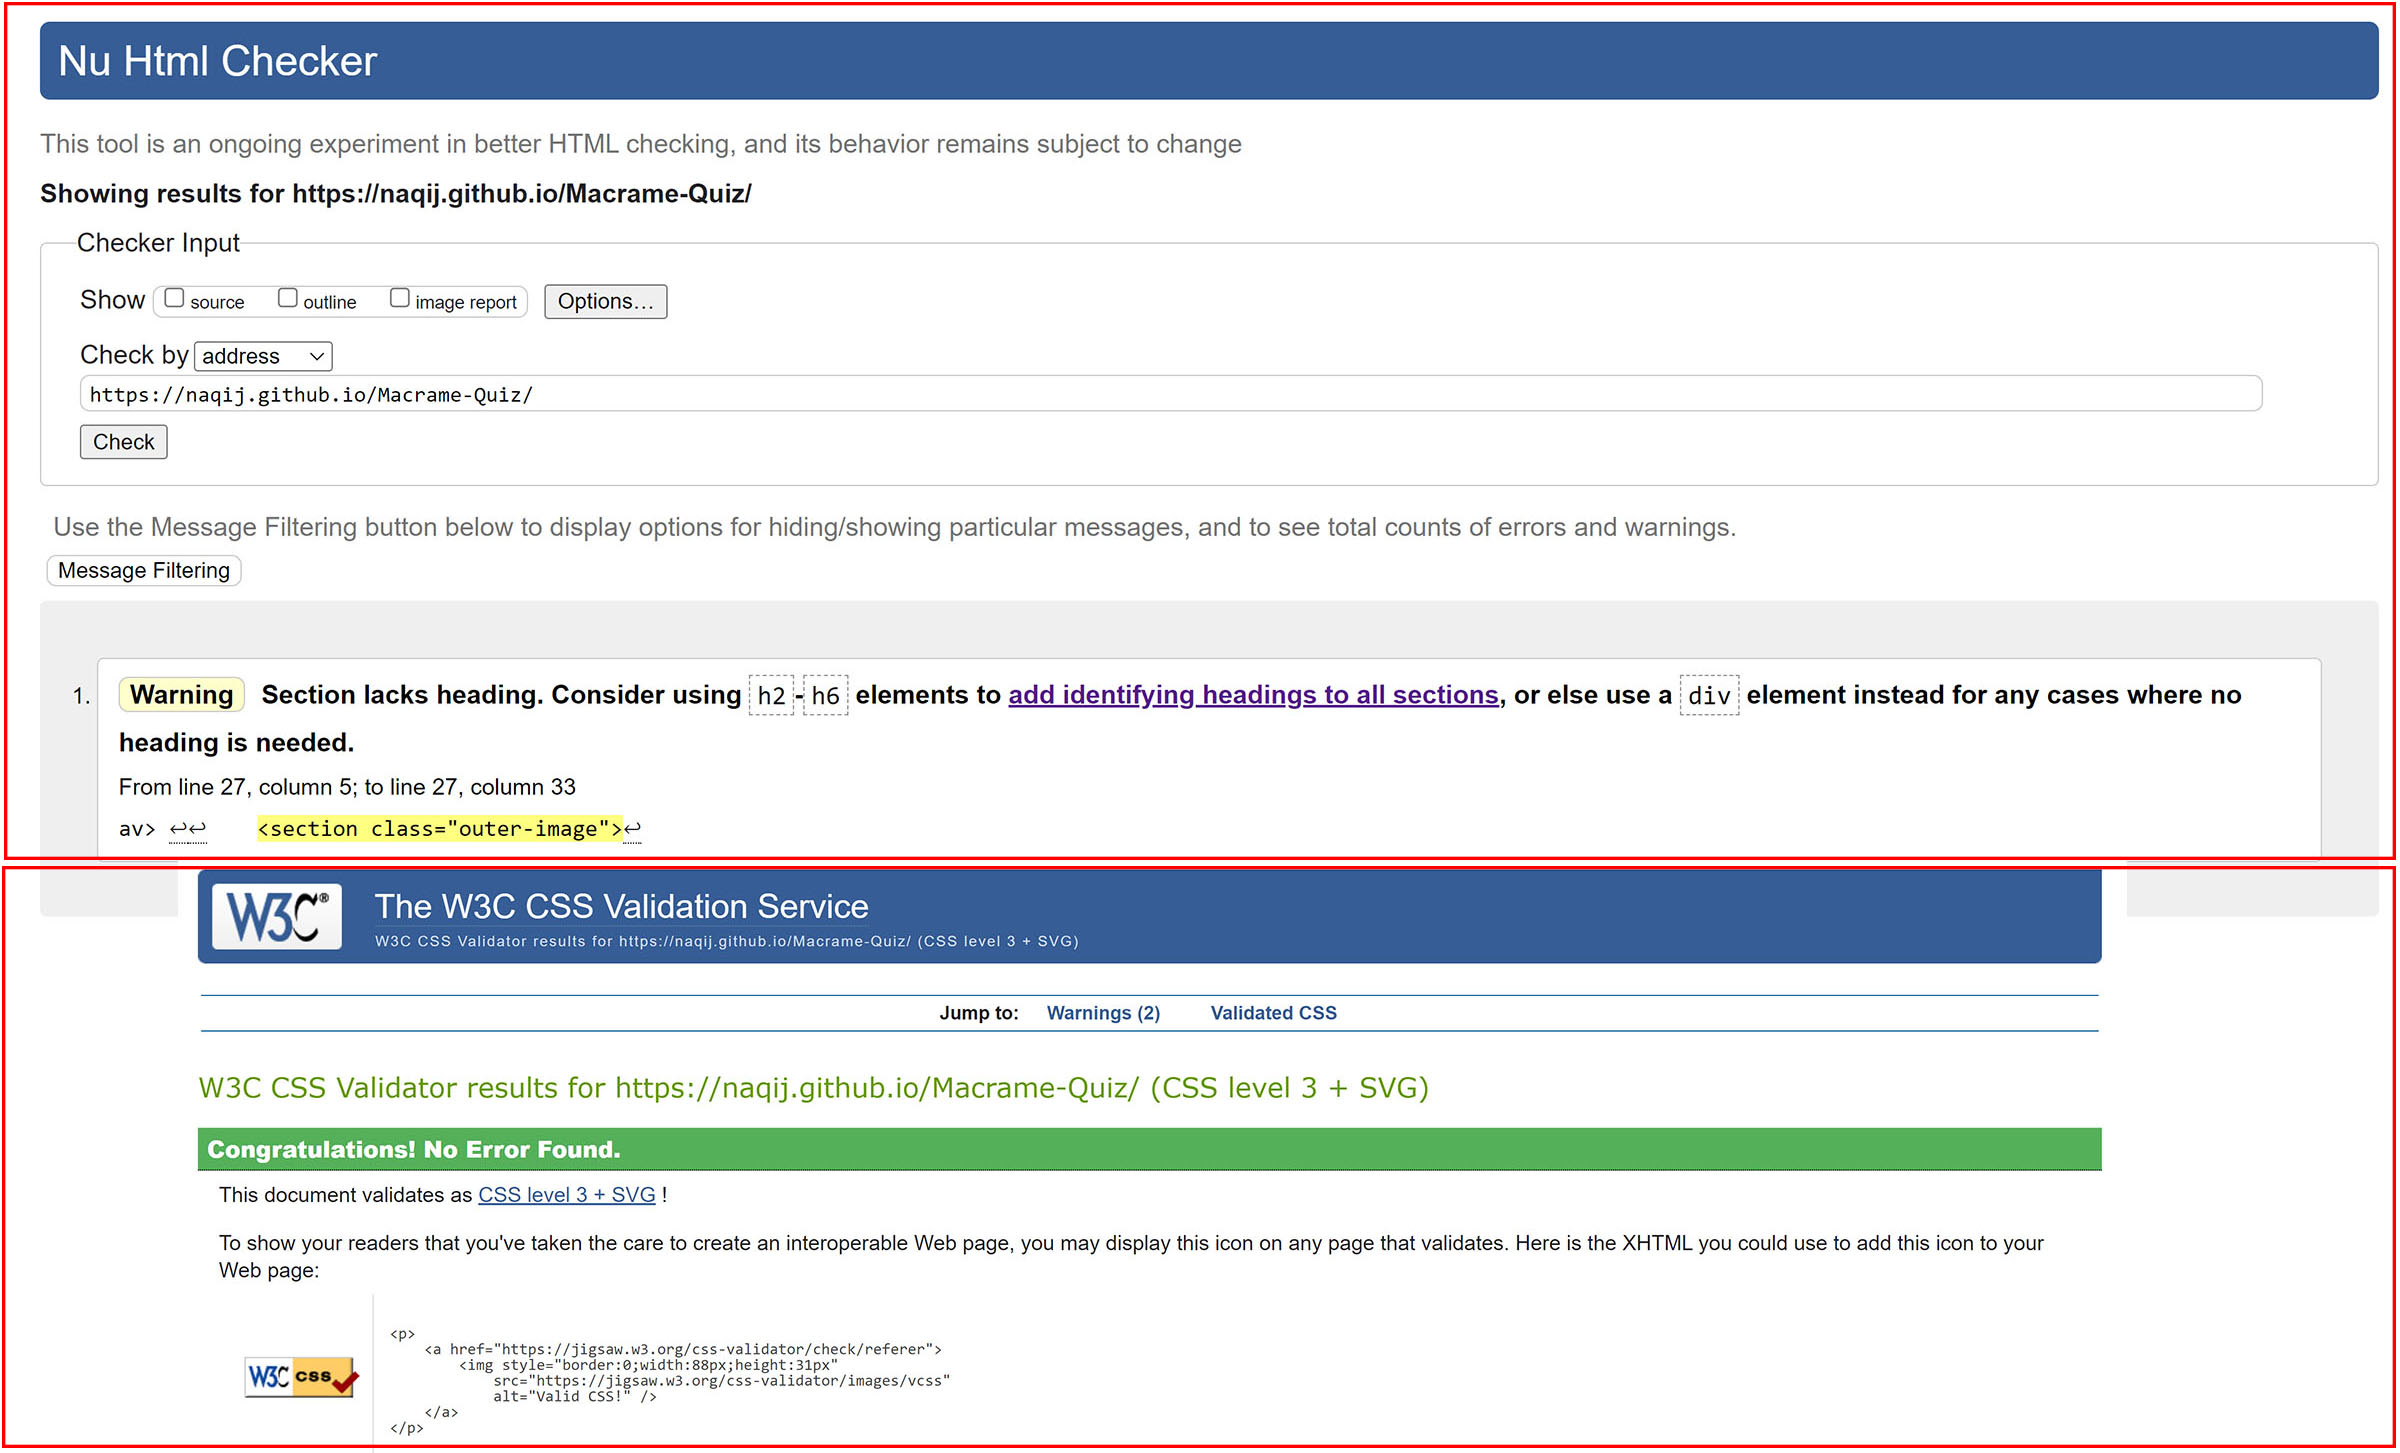 Nu Html Checker
This tool is an ongoing experiment in better HTML checking, and its behavior remains subject to change
Showing results for https://naqij.github.io/Macrame-Quiz/
Checker Input
Show source outline image report Options...
Check by address
https://naqij.github.io/Macrame-Quiz/
Check
Use the Message Filtering button below to display options for hiding/showing particular messages, and to see total counts of errors and warnings.
Message Filtering
1. Warning Section lacks heading. Consider using h2-h6 elements to add identifying headings to all sections, or else use a div element instead for any cases where no
heading is needed.
From line 27, column 5; to line 27, column 33
av> ↩↩ <section class="outer-image">↩
W3C® The W3C CSS Validation Service
W3C CSS Validator results for https://naqij.github.io/Macrame-Quiz/ (CSS level 3 + SVG)
Jump to: Warnings (2) Validated CSS
W3C CSS Validator results for https://naqij.github.io/Macrame-Quiz/ (CSS level 3 + SVG)
Congratulations! No Error Found.
This document validates as CSS level 3 + SVG !
To show your readers that you've taken the care to create an interoperable Web page, you may display this icon on any page that validates. Here is the XHTML you could use to add this icon to your
Web page:
<p>
<a href="https://jigsaw.w3.org/css-validator/check/referer">
<img style="border:0;width:88px;height:31px"
src="https://jigsaw.w3.org/css-validator/images/vcss"
alt="Valid CSS!" />
</a>
</p>
W3C css